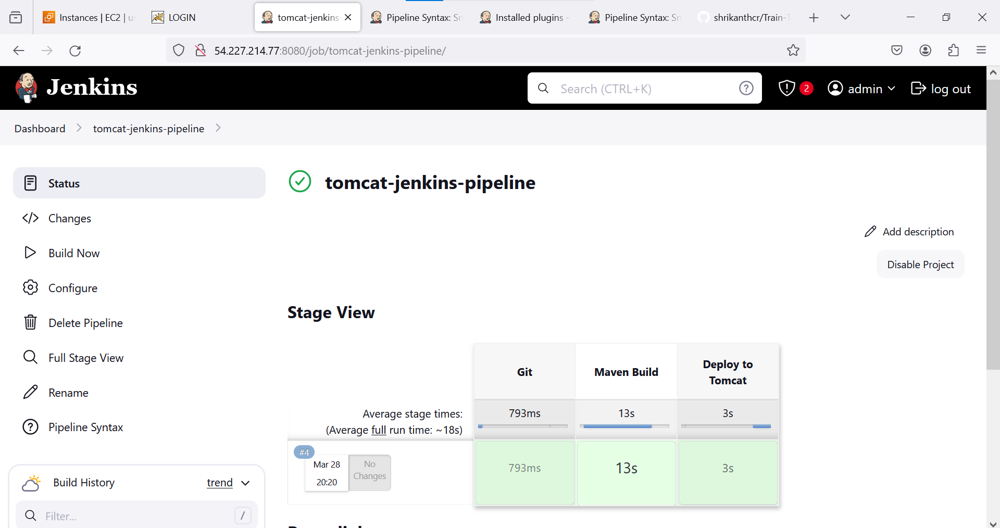 Instances | EC2 | us
LOGIN
tomcat-jenkins-
Pipeline Syntax: Sn
Installed plugins -
Pipeline Syntax: Sn
shrikanthcr/Train-T
54.227.214.77:8080/job/tomcat-jenkins-pipeline/
Jenkins
Search (CTRL+K)
2
admin
log out
Dashboard
tomcat-jenkins-pipeline
Status
Changes
Build Now
Configure
Delete Pipeline
Full Stage View
Rename
Pipeline Syntax
Build History
trend
Filter...
/
tomcat-jenkins-pipeline
Add description
Disable Project
Stage View
Git
Maven Build
Deploy to
Tomcat
Average stage times:
(Average full run time: ~18s)
793ms
13s
3s
#4
Mar 28
20:20
No
Changes
793ms
13s
3s